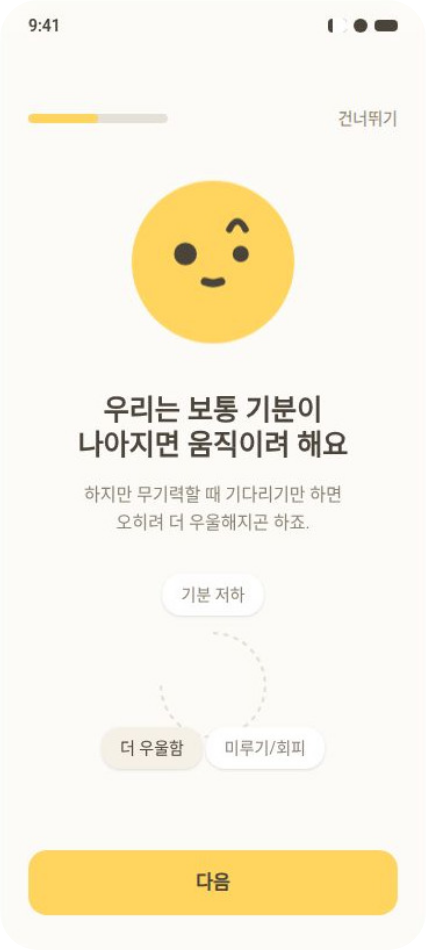 9:41
건너뛰기
우리는 보통 기분이
나아지면 움직이려 해요
하지만 무기력할 때 기다리기만 하면
오히려 더 우울해지곤 하죠.
기분 저하
더 우울함
미루기/회피
다음